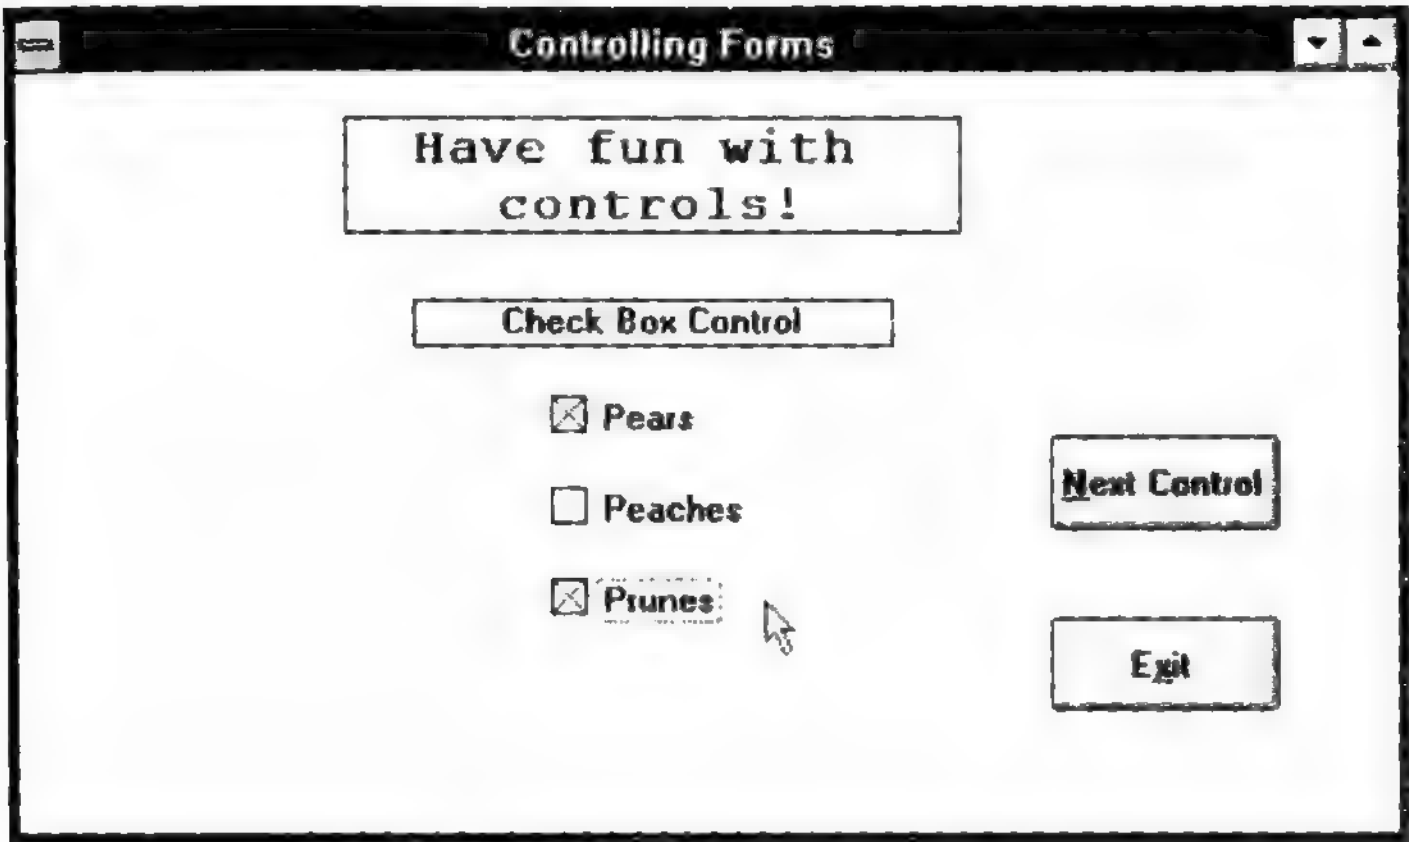 Controlling Forms
Have fun with
controls!
Check Box Control
Pears
Peaches
Prunes
Next Control
Exit